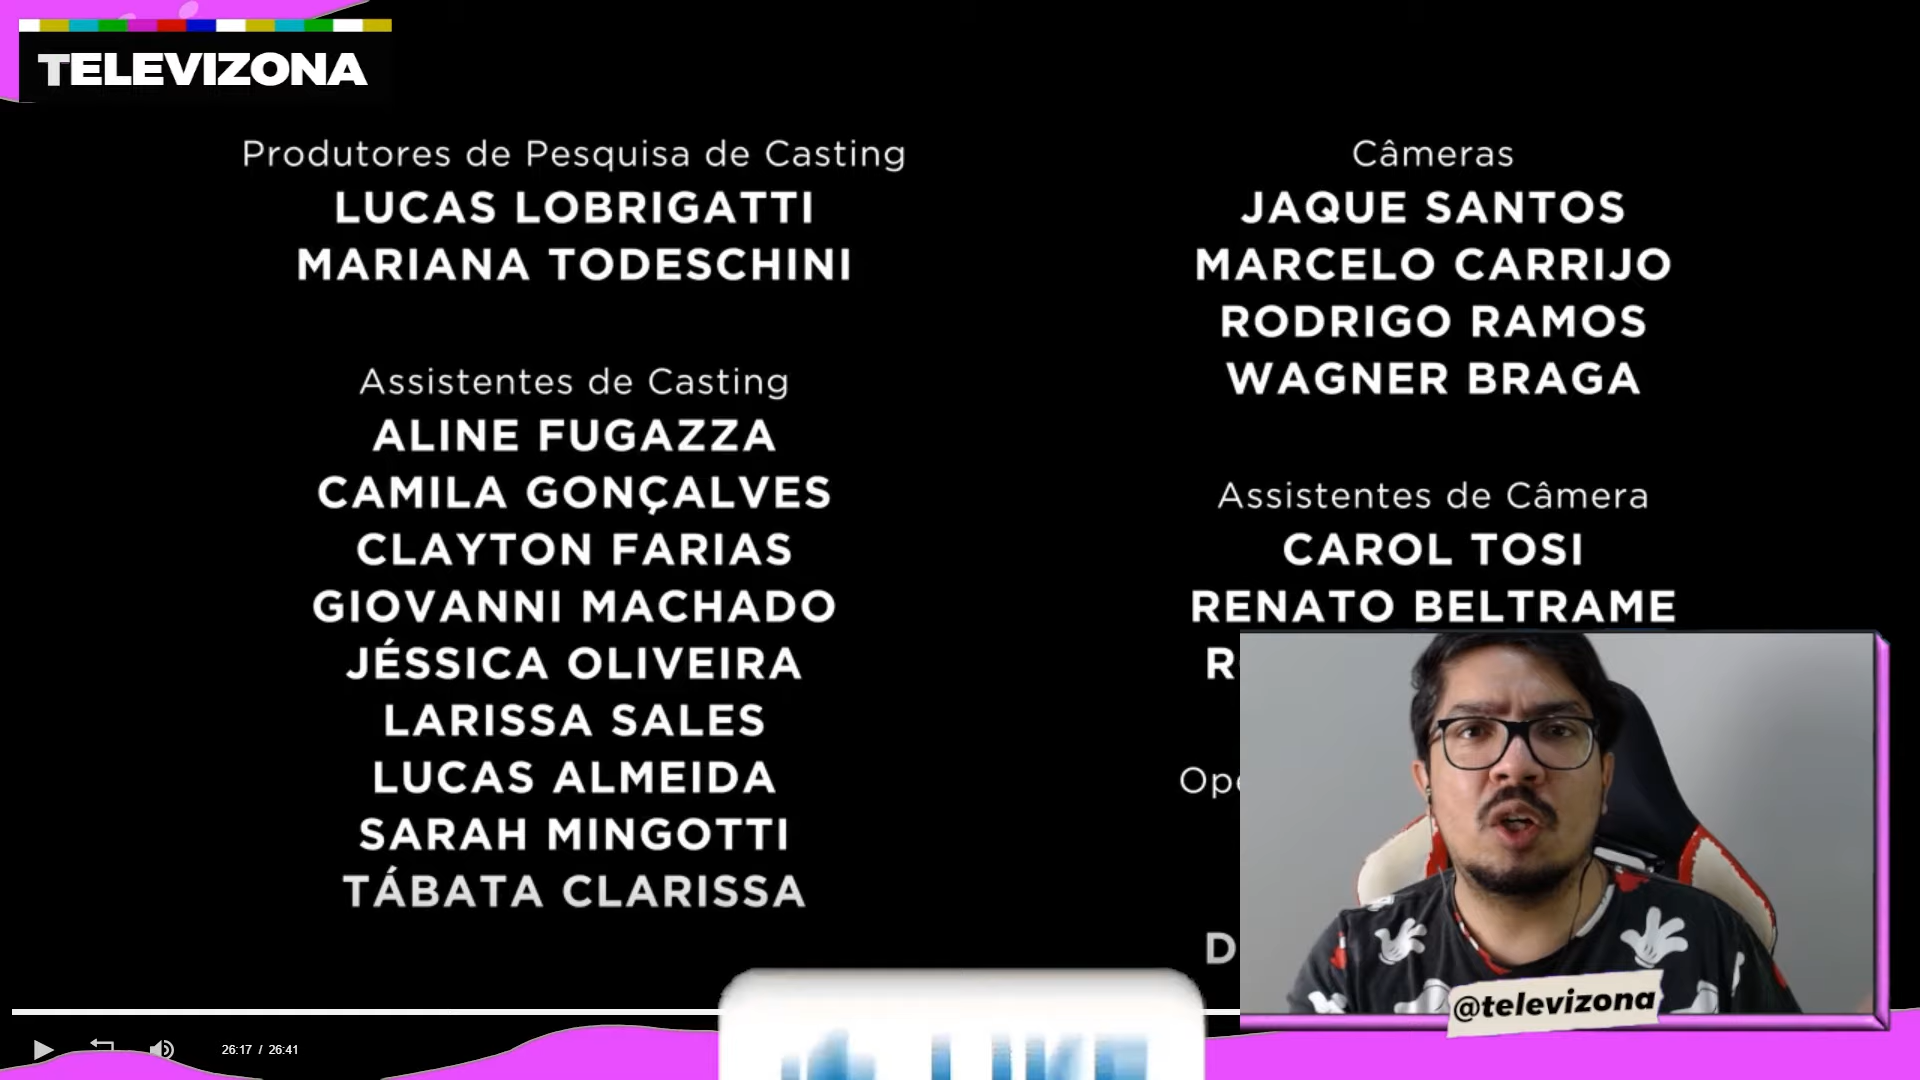 TELEVIZONA
Produtores de Pesquisa de Casting
LUCAS LOBRIGATTI
MARIANA TODESCHINI
Assistentes de Casting
ALINE FUGAZZA
CAMILA GONÇALVES
CLAYTON FARIAS
GIOVANNI MACHADO
JÉSSICA OLIVEIRA
LARISSA SALES
LUCAS ALMEIDA
SARAH MINGOTTI
TÁBATA CLARISSA
Câmeras
JAQUE SANTOS
MARCELO CARRIJO
RODRIGO RAMOS
WAGNER BRAGA
Assistentes de Câmera
CAROL TOSI
RENATO BELTRAME
@televizona
LIKE
26:17 / 26:41